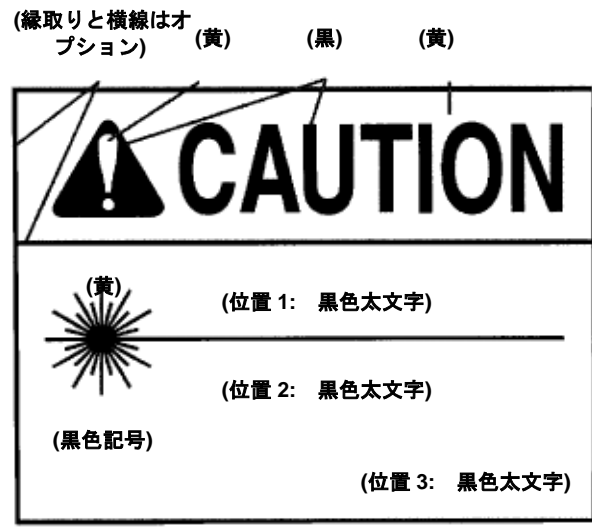 (縁取りと横線はオ
プション)
(黄)
(黒)
(黄)
CAUTION
(黄)
(位置 1: 黒色太文字)
(位置 2: 黒色太文字)
(黒色記号)
(位置 3: 黒色太文字)